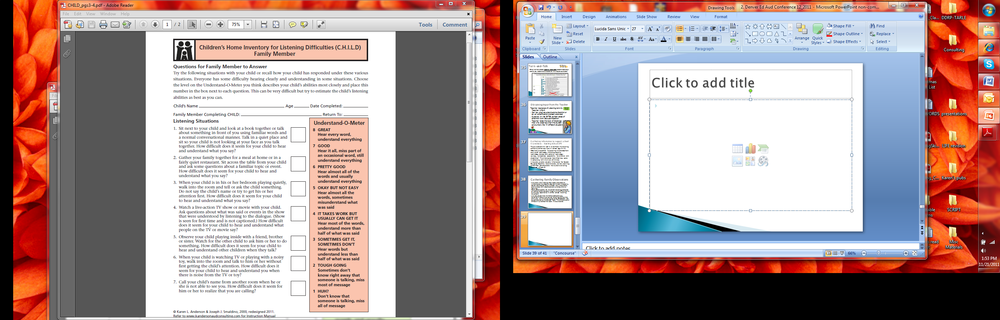 CHILD_pgs3-4.pdf - Adobe Reader
File Edit View Window Help
1 / 2 75% Tools Comment
Children's Home Inventory for Listening Difficulties (C.H.I.L.D)
Family Member
Questions for Family Member to Answer
Try the following situations with your child or recall how your child has responded under these various
situations. Everyone has some difficulty hearing clearly and understanding in some situations. Choose
the level on the Understand-O-Meter you think describes your child's abilities most closely and place this
number in the box next to each question. This can be very difficult but try to estimate the child's listening
abilities as best as you can.
Child's Name Age Date Completed:
Family Member Completing CHILD: Return To:
Listening Situations
1. Sit next to your child and look at a book together or talk
about something in front of you using familiar words and
a normal conversational manner. Talk in a quiet place and
sit so your child is not looking at your face as you talk
together. How difficult does it seem for your child to hear
and understand what you say?
2. Gather your family together for a meal at home or in a
fairly quiet restaurant. Sit across the table from your child
and ask some questions about a familiar topic or event.
How difficult does it seem for your child to hear and
understand what you say?
3. When your child is in his or her bedroom playing quietly,
walk into the room and tell or ask the child something.
Do not say the child's name or try to get his or her
attention first. How difficult does it seem for your child
to hear and understand what you say?
4. Watch a live-action TV show or movie with your child.
Ask questions about what was said or events in the show
that were understood by listening to the dialogue. (Show
is seen for first time and is not captioned.) How difficult
does it seem for your child to hear and understand what
people on the TV or movie say?
5. Observe your child playing inside with a friend, brother
or sister. Watch for the other child to ask him or her to do
something. How difficult does it seem for your child to
hear and understand other children when they talk?
6. When your child is watching TV or playing with a noisy
toy, walk into the room and talk to him or her without
first getting the child's attention. How difficult does it
seem for your child to hear and understand you when
there is noise from the TV or toy?
7. Call your child's name from another room when he or
she is not able to see you. How difficult does it seem for
him or her to realize that you are calling?
© Karen L. Anderson & Joseph J. Smaldino, 2000, redesigned 2011.
Refer to www.kandersonaudconsulting.com for Instruction Manual
Understand-O-Meter
8 GREAT
Hear every word,
understand everything
7 GOOD
Hear it all, miss part of
an occasional word, still
understand everything
6 PRETTY GOOD
Hear almost all of the
words and usually
understand everything
5 OKAY BUT NOT EASY
Hear almost all the
words, sometimes
misunderstand what
was said
4 IT TAKES WORK BUT
USUALLY CAN GET IT
Hear most of the words,
understand more than
half of what was said
3 SOMETIMES GET IT,
SOMETIMES DON'T
Hear words but
understand less than
half of what was said
2 TOUGH GOING
Sometimes don't
know right away that
someone is talking, miss
most of message
1 HUH?
Don't know that
someone is talking, miss
all of message
Drawing Tools 2. Denver Ed Aud Conference 12_2011 - Microsoft PowerPoint non-com...
Home Insert Design Animations Slide Show Review View Format
Paste
Clipboard
New
Slide
Layout
Reset
Delete
Slides
Lucida Sans Unic 27
B I U abc S AV Aa A
Font
Paragraph
Arrange
Quick
Styles
Shape Fill
Shape Outline
Shape Effects
Drawing
Find
Replace
Select
Editing
Slides Outline
35
Turn-and-Talk
36
Obtaining Input from the Teacher
37
38
Gathering Family Observations
39
Click to add title
Click to add notes
Slide 39 of 41 "Concourse" 66%
DDRP-TARLE
Consulting
presentations
LIFE revision
Karen's pubs
SCRIPT
Misc
Materials
1:53 PM
11/21/2011